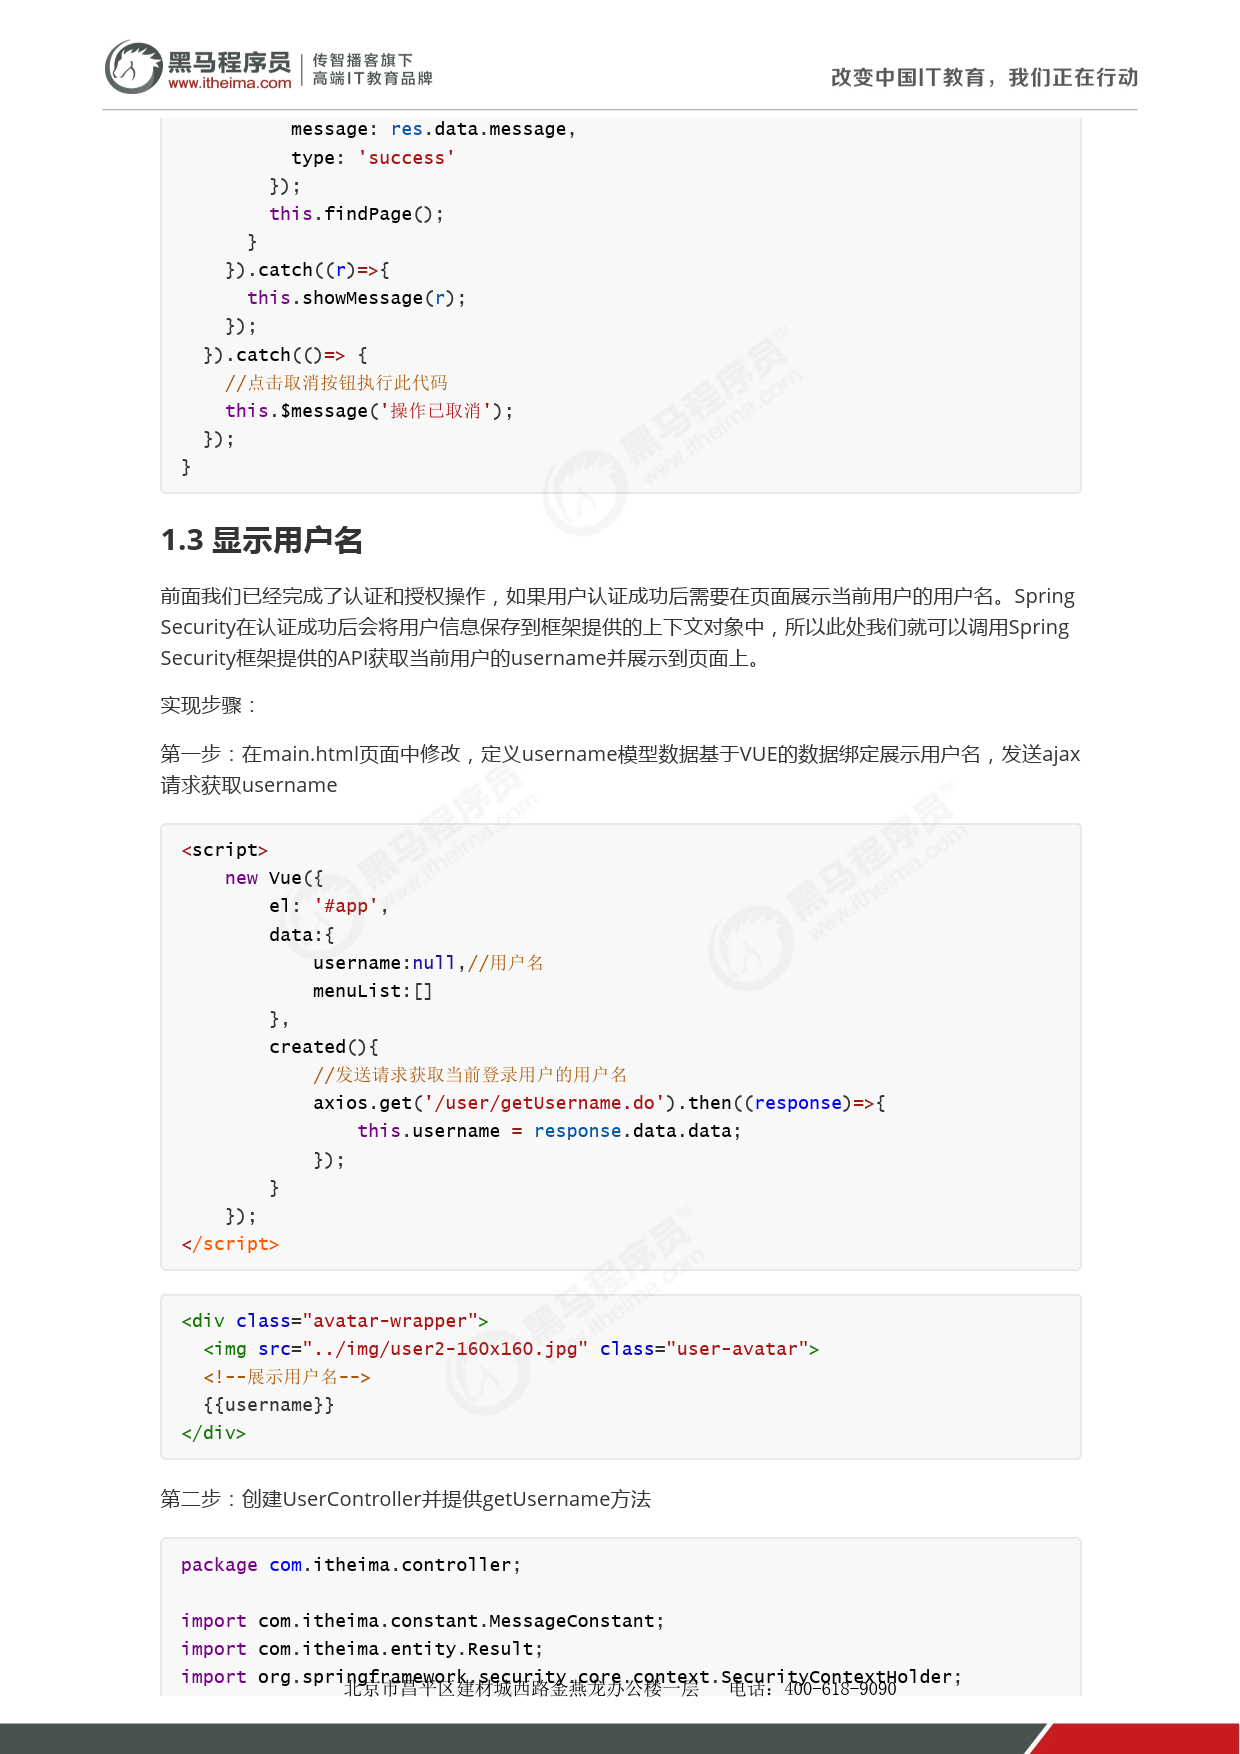 黑马程序员 传智播客旗下
www.itheima.com 高端IT教育品牌
改变中国IT教育，我们正在行动
          message: res.data.message,
          type: 'success'
        });
        this.findPage();
      }
    }).catch((r)=>{
      this.showMessage(r);
    });
  }).catch(()=> {
    //点击取消按钮执行此代码
    this.$message('操作已取消');
  });
}
1.3 显示用户名
前面我们已经完成了认证和授权操作，如果用户认证成功后需要在页面展示当前用户的用户名。Spring
Security在认证成功后会将用户信息保存到框架提供的上下文对象中，所以此处我们就可以调用Spring
Security框架提供的API获取当前用户的username并展示到页面上。
实现步骤：
第一步：在main.html页面中修改，定义username模型数据基于VUE的数据绑定展示用户名，发送ajax
请求获取username
<script>
    new Vue({
        el: '#app',
        data:{
            username:null,//用户名
            menuList:[]
        },
        created(){
            //发送请求获取当前登录用户的用户名
            axios.get('/user/getUsername.do').then((response)=>{
                this.username = response.data.data;
            });
        }
    });
</script>
<div class="avatar-wrapper">
  <img src="../img/user2-160x160.jpg" class="user-avatar">
  <!--展示用户名-->
  {{username}}
</div>
第二步：创建UserController并提供getUsername方法
package com.itheima.controller;
import com.itheima.constant.MessageConstant;
import com.itheima.entity.Result;
import org.springframework.security.core.context.SecurityContextHolder;
北京市昌平区建材城西路金燕龙办公楼一层 电话：400-618-9090